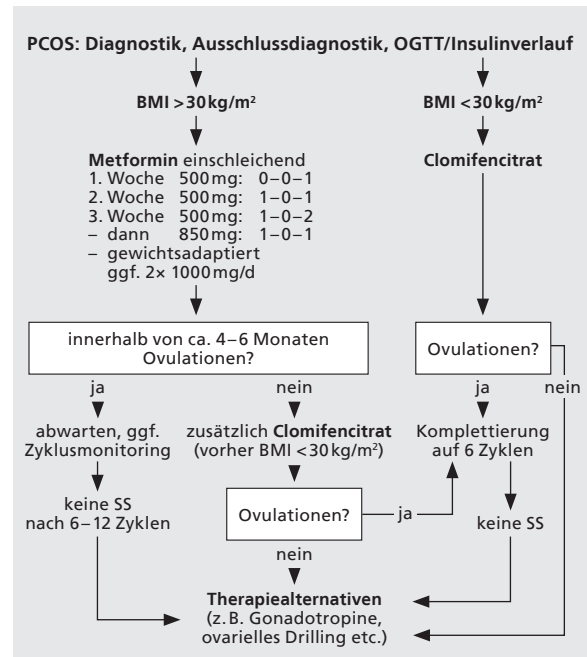 PCOS: Diagnostik, Ausschlussdiagnostik, OGTT/Insulinverlauf
BMI >30 kg/m²
BMI <30 kg/m²
Metformin einschleichend
1. Woche 500 mg: 0–0–1
2. Woche 500 mg: 1–0–1
3. Woche 500 mg: 1–0–2
– dann 850 mg: 1–0–1
– gewichtsadaptiert
ggf. 2× 1000 mg/d
Clomifencitrat
innerhalb von ca. 4–6 Monaten
Ovulationen?
Ovulationen?
ja
nein
ja
nein
abwarten, ggf.
Zyklusmonitoring
zusätzlich Clomifencitrat
(vorher BMI <30 kg/m²)
Komplettierung
auf 6 Zyklen
keine SS
nach 6–12 Zyklen
Ovulationen?
ja
keine SS
nein
Therapiealternativen
(z. B. Gonadotropine,
ovarielles Drilling etc.)